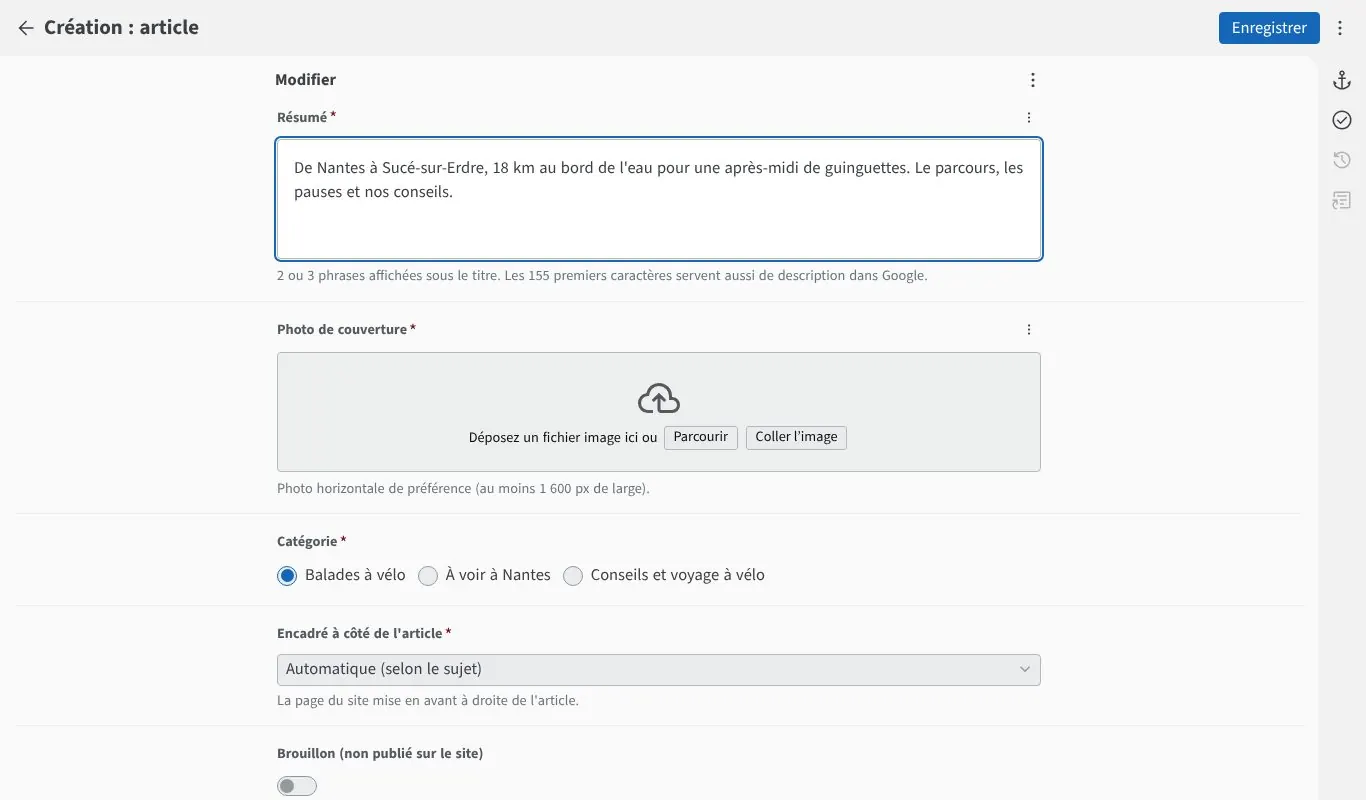 Création : article
Enregistrer
Modifier
Résumé *
De Nantes à Sucé-sur-Erdre, 18 km au bord de l'eau pour une après-midi de guinguettes. Le parcours, les
pauses et nos conseils.
2 ou 3 phrases affichées sous le titre. Les 155 premiers caractères servent aussi de description dans Google.
Photo de couverture *
Déposez un fichier image ici ou Parcourir Coller l’image
Photo horizontale de préférence (au moins 1 600 px de large).
Catégorie *
Balades à vélo À voir à Nantes Conseils et voyage à vélo
Encadré à côté de l'article *
Automatique (selon le sujet)
La page du site mise en avant à droite de l'article.
Brouillon (non publié sur le site)